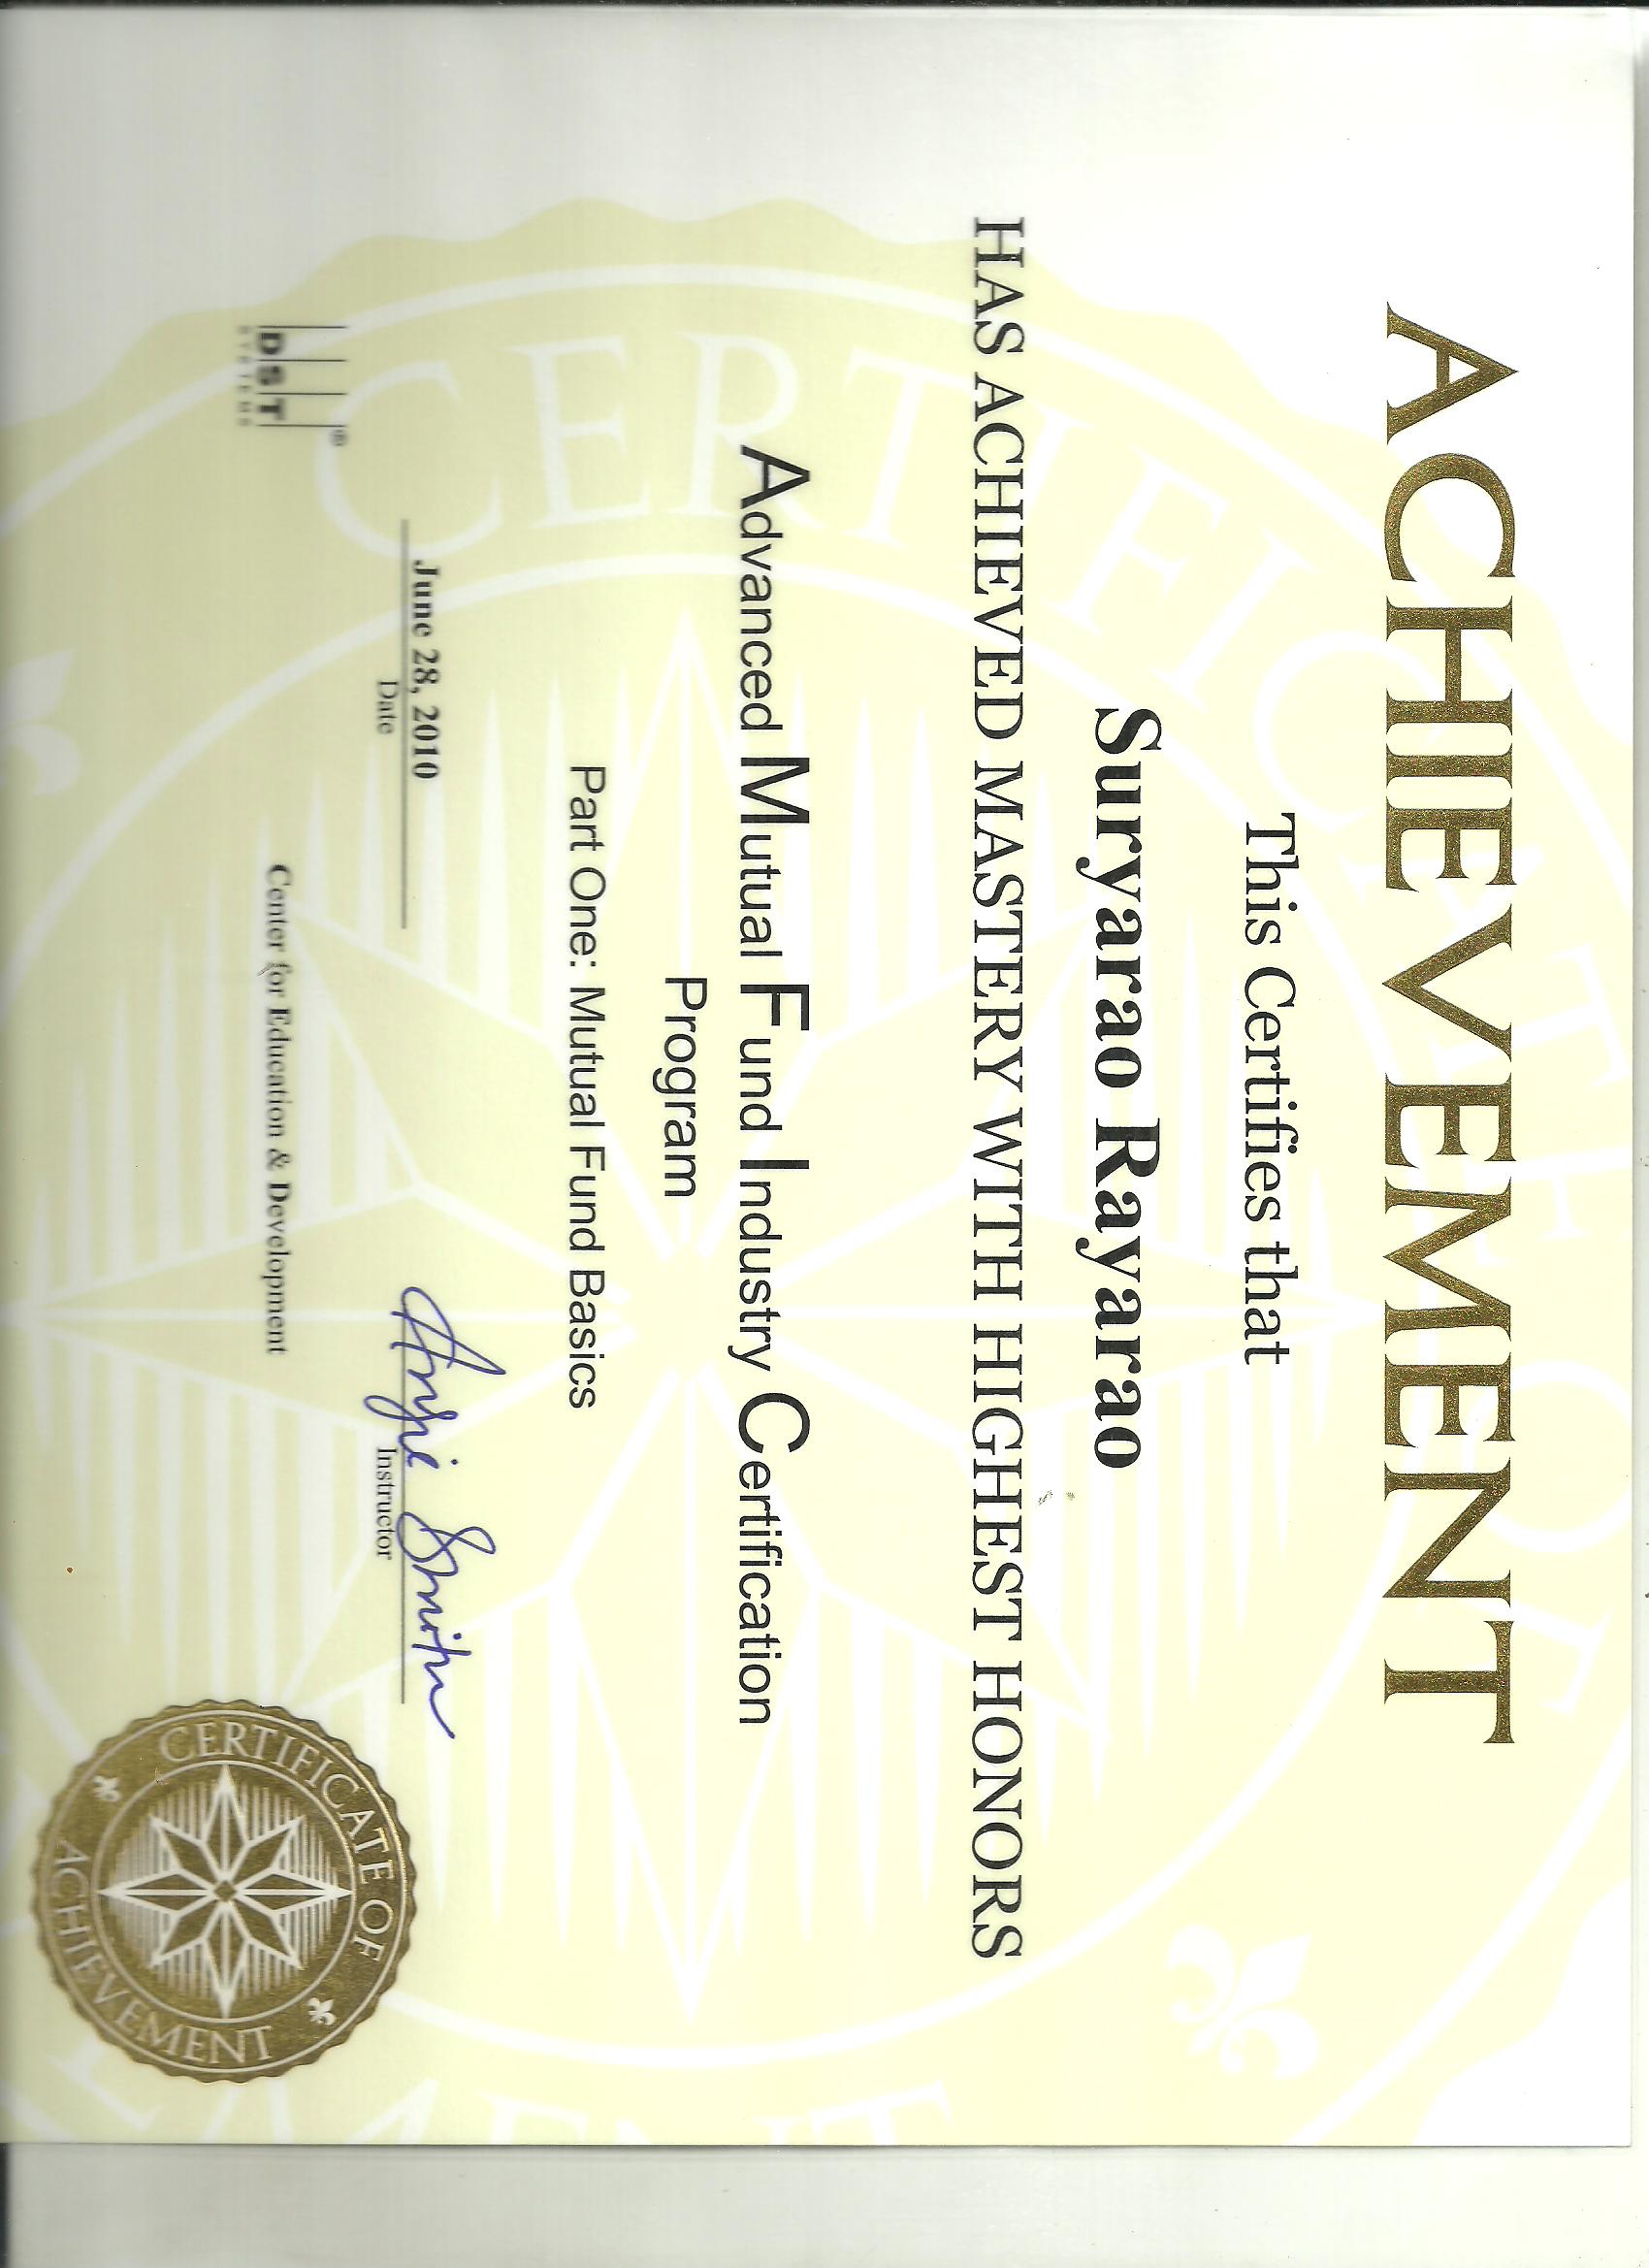 ACHIEVEMENT
This Certifies that
Suryarao Rayarao
HAS ACHIEVED MASTERY WITH HIGHEST HONORS
Advanced Mutual Fund Industry Certification
Program
Part One: Mutual Fund Basics
June 28, 2010
Date
Angie Smith
Instructor
DST®
SYSTEMS
Center for Education & Development
CERTIFICATE OF
ACHIEVEMENT
CERTIFICATE OF